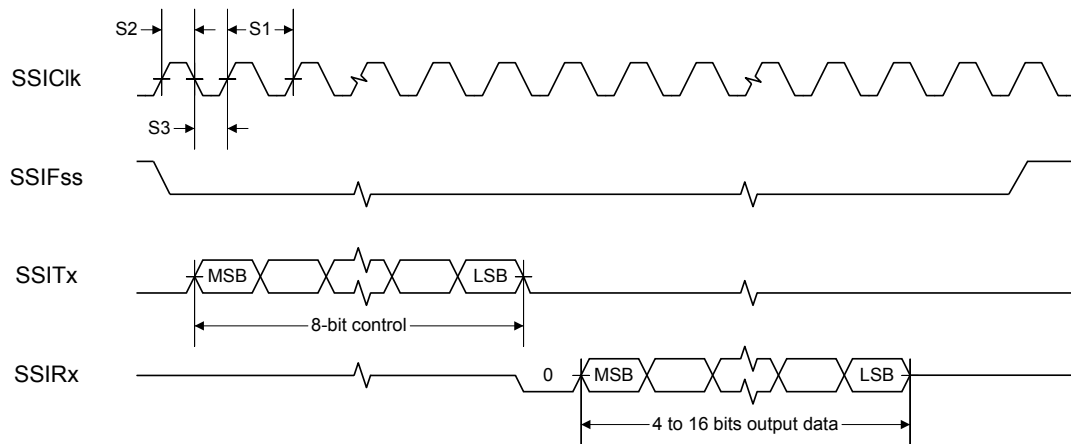 S2
S1
SSIClk
S3
SSIFss
SSITx
MSB
LSB
8-bit control
SSIRx
0
MSB
LSB
4 to 16 bits output data